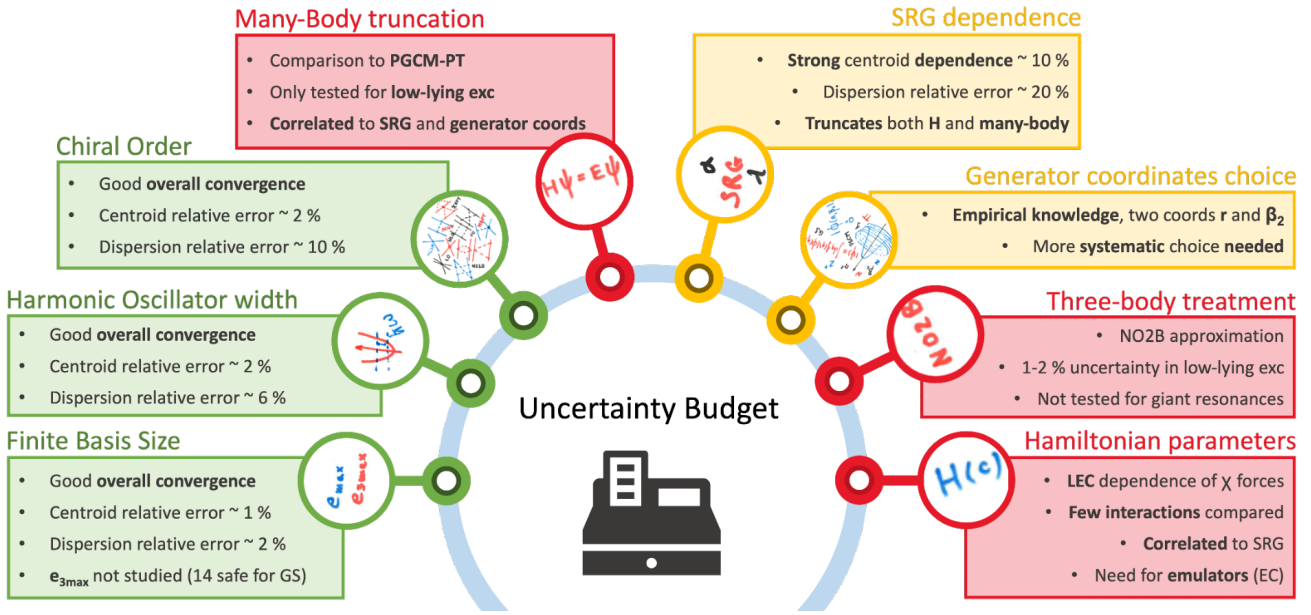 Many-Body truncation
• Comparison to PGCM-PT
• Only tested for low-lying exc
• Correlated to SRG and generator coords
Hψ = Eψ
SRG dependence
• Strong centroid dependence ~ 10 %
• Dispersion relative error ~ 20 %
• Truncates both H and many-body
α
SRG
λ
Chiral Order
• Good overall convergence
• Centroid relative error ~ 2 %
• Dispersion relative error ~ 10 %
Generator coordinates choice
• Empirical knowledge, two coords r and β₂
• More systematic choice needed
Harmonic Oscillator width
• Good overall convergence
• Centroid relative error ~ 2 %
• Dispersion relative error ~ 6 %
ħω
Three-body treatment
• NO2B approximation
• 1-2 % uncertainty in low-lying exc
• Not tested for giant resonances
NO2B
Uncertainty Budget
Finite Basis Size
• Good overall convergence
• Centroid relative error ~ 1 %
• Dispersion relative error ~ 2 %
• e₃ₘₐₓ not studied (14 safe for GS)
eₘₐₓ
e₃ₘₐₓ
Hamiltonian parameters
• LEC dependence of χ forces
• Few interactions compared
• Correlated to SRG
• Need for emulators (EC)
H(c)